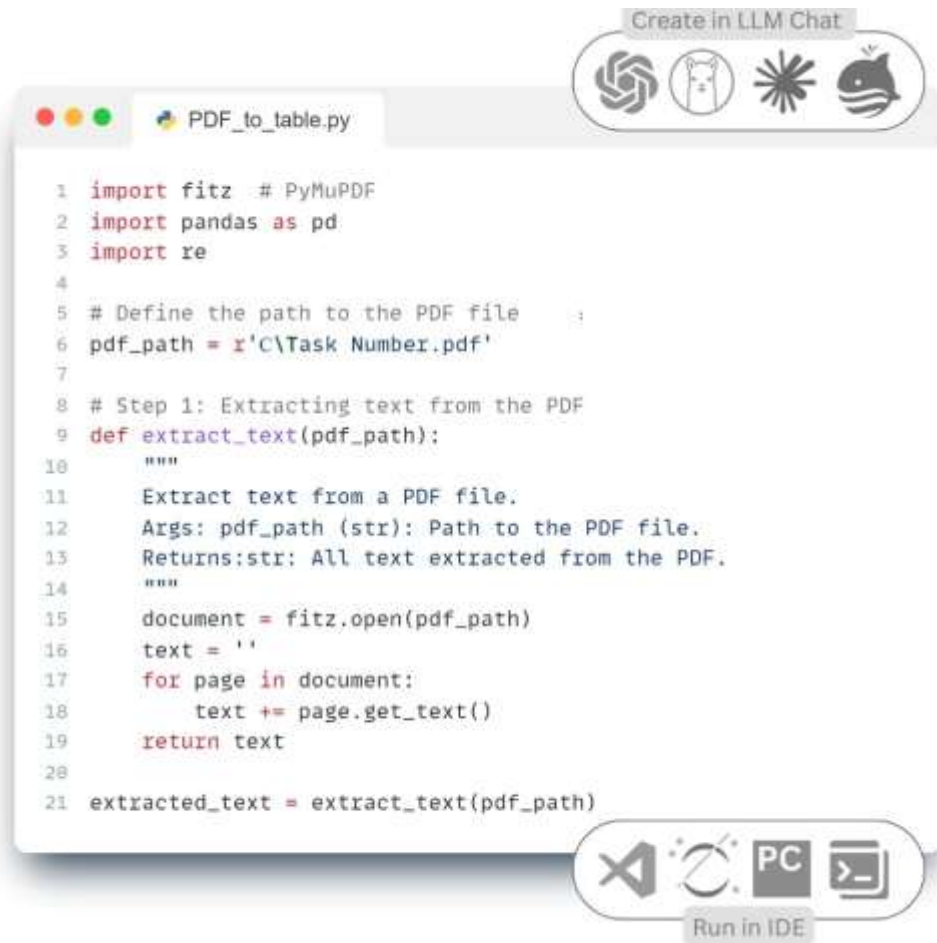 Create in LLM Chat
PDF_to_table.py
1 import fitz  # PyMuPDF
2 import pandas as pd
3 import re
4
5 # Define the path to the PDF file    :
6 pdf_path = r'C\Task Number.pdf'
7
8 # Step 1: Extracting text from the PDF
9 def extract_text(pdf_path):
10     """
11     Extract text from a PDF file.
12     Args: pdf_path (str): Path to the PDF file.
13     Returns:str: All text extracted from the PDF.
14     """
15     document = fitz.open(pdf_path)
16     text = ''
17     for page in document:
18         text += page.get_text()
19     return text
20
21 extracted_text = extract_text(pdf_path)
PC
Run in IDE